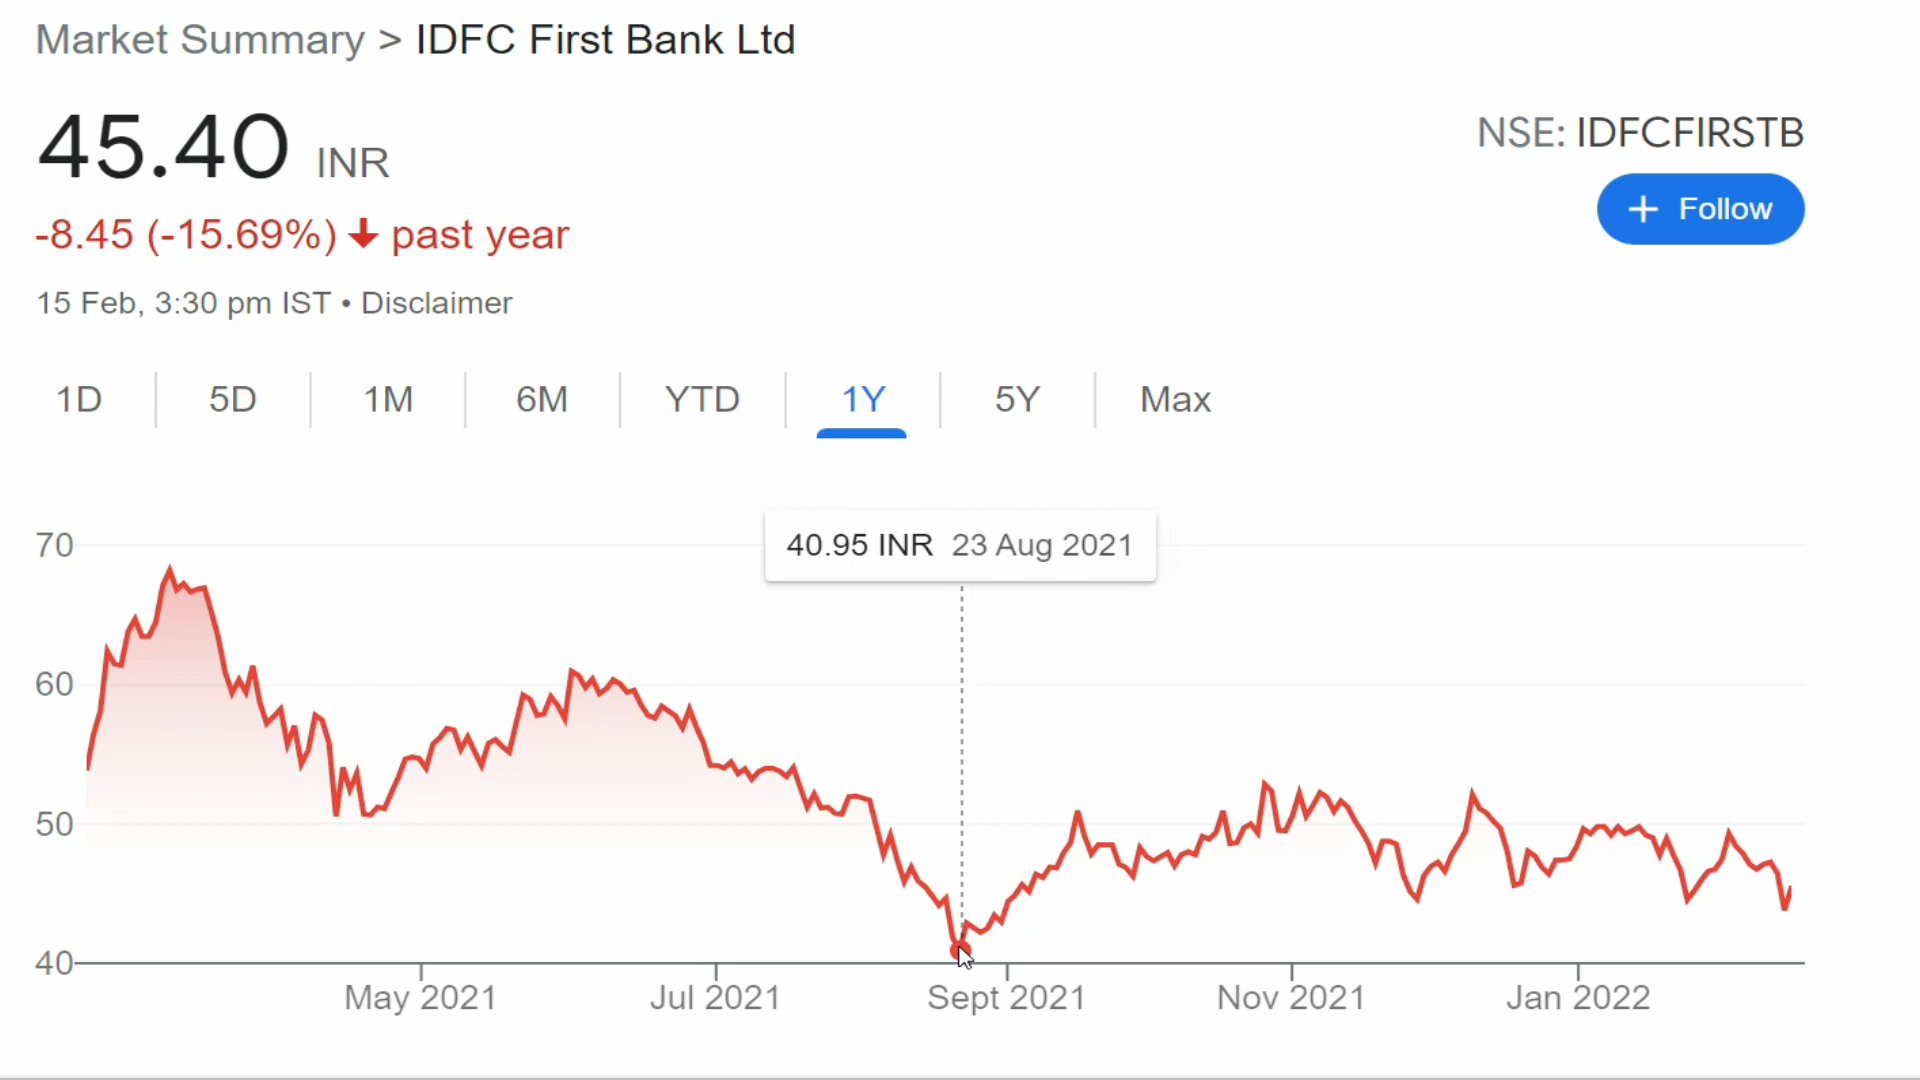 Market Summary > IDFC First Bank Ltd
45.40 INR
NSE: IDFCFIRSTB
+ Follow
-8.45 (-15.69%) ↓ past year
15 Feb, 3:30 pm IST • Disclaimer
1D 5D 1M 6M YTD 1Y 5Y Max
40.95 INR 23 Aug 2021
70
60
50
40
May 2021 Jul 2021 Sept 2021 Nov 2021 Jan 2022